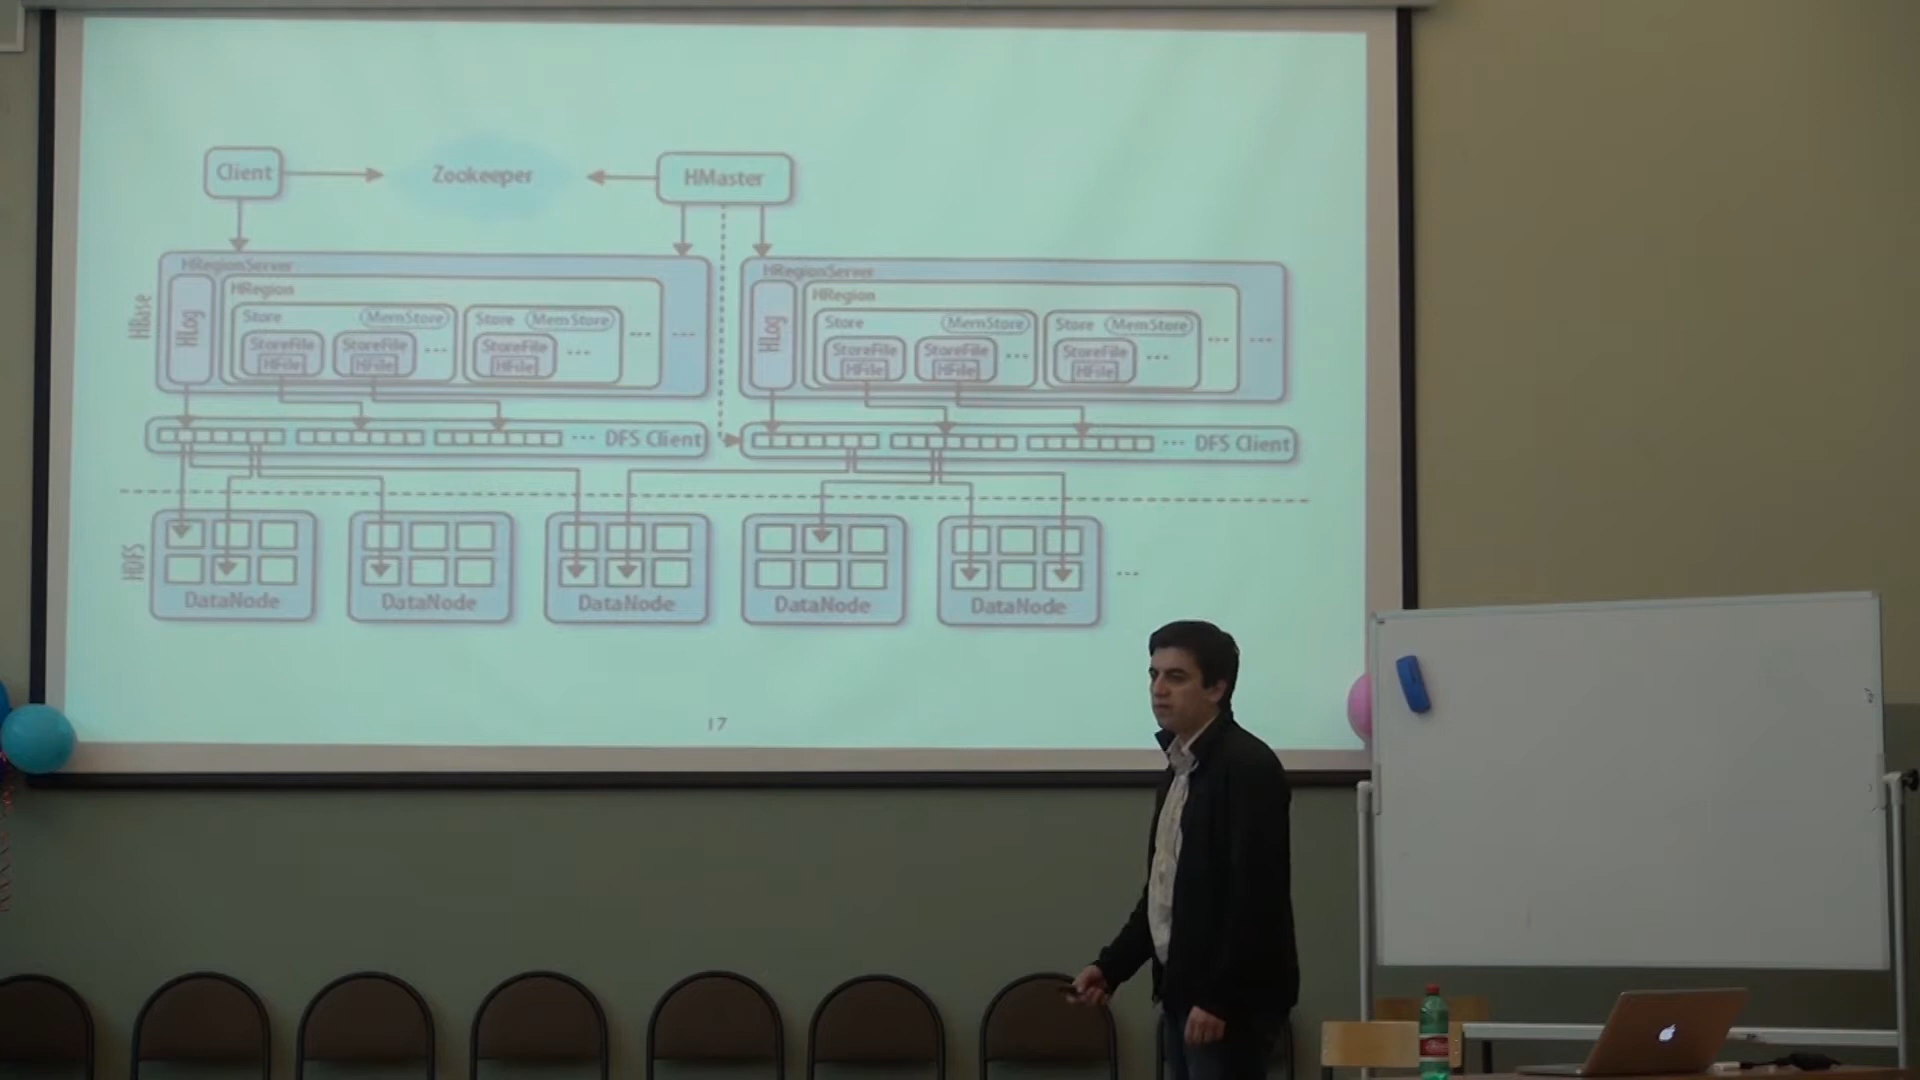 Client
Zookeeper
HMaster
HBase
HRegionServer
HLog
HRegion
Store
MemStore
StoreFile
HFile
StoreFile
HFile
...
Store
MemStore
StoreFile
HFile
...
...
...
HRegionServer
HLog
HRegion
Store
MemStore
StoreFile
HFile
StoreFile
HFile
...
Store
MemStore
StoreFile
HFile
...
...
...
... DFS Client
... DFS Client
HDFS
DataNode
DataNode
DataNode
DataNode
DataNode
...
17